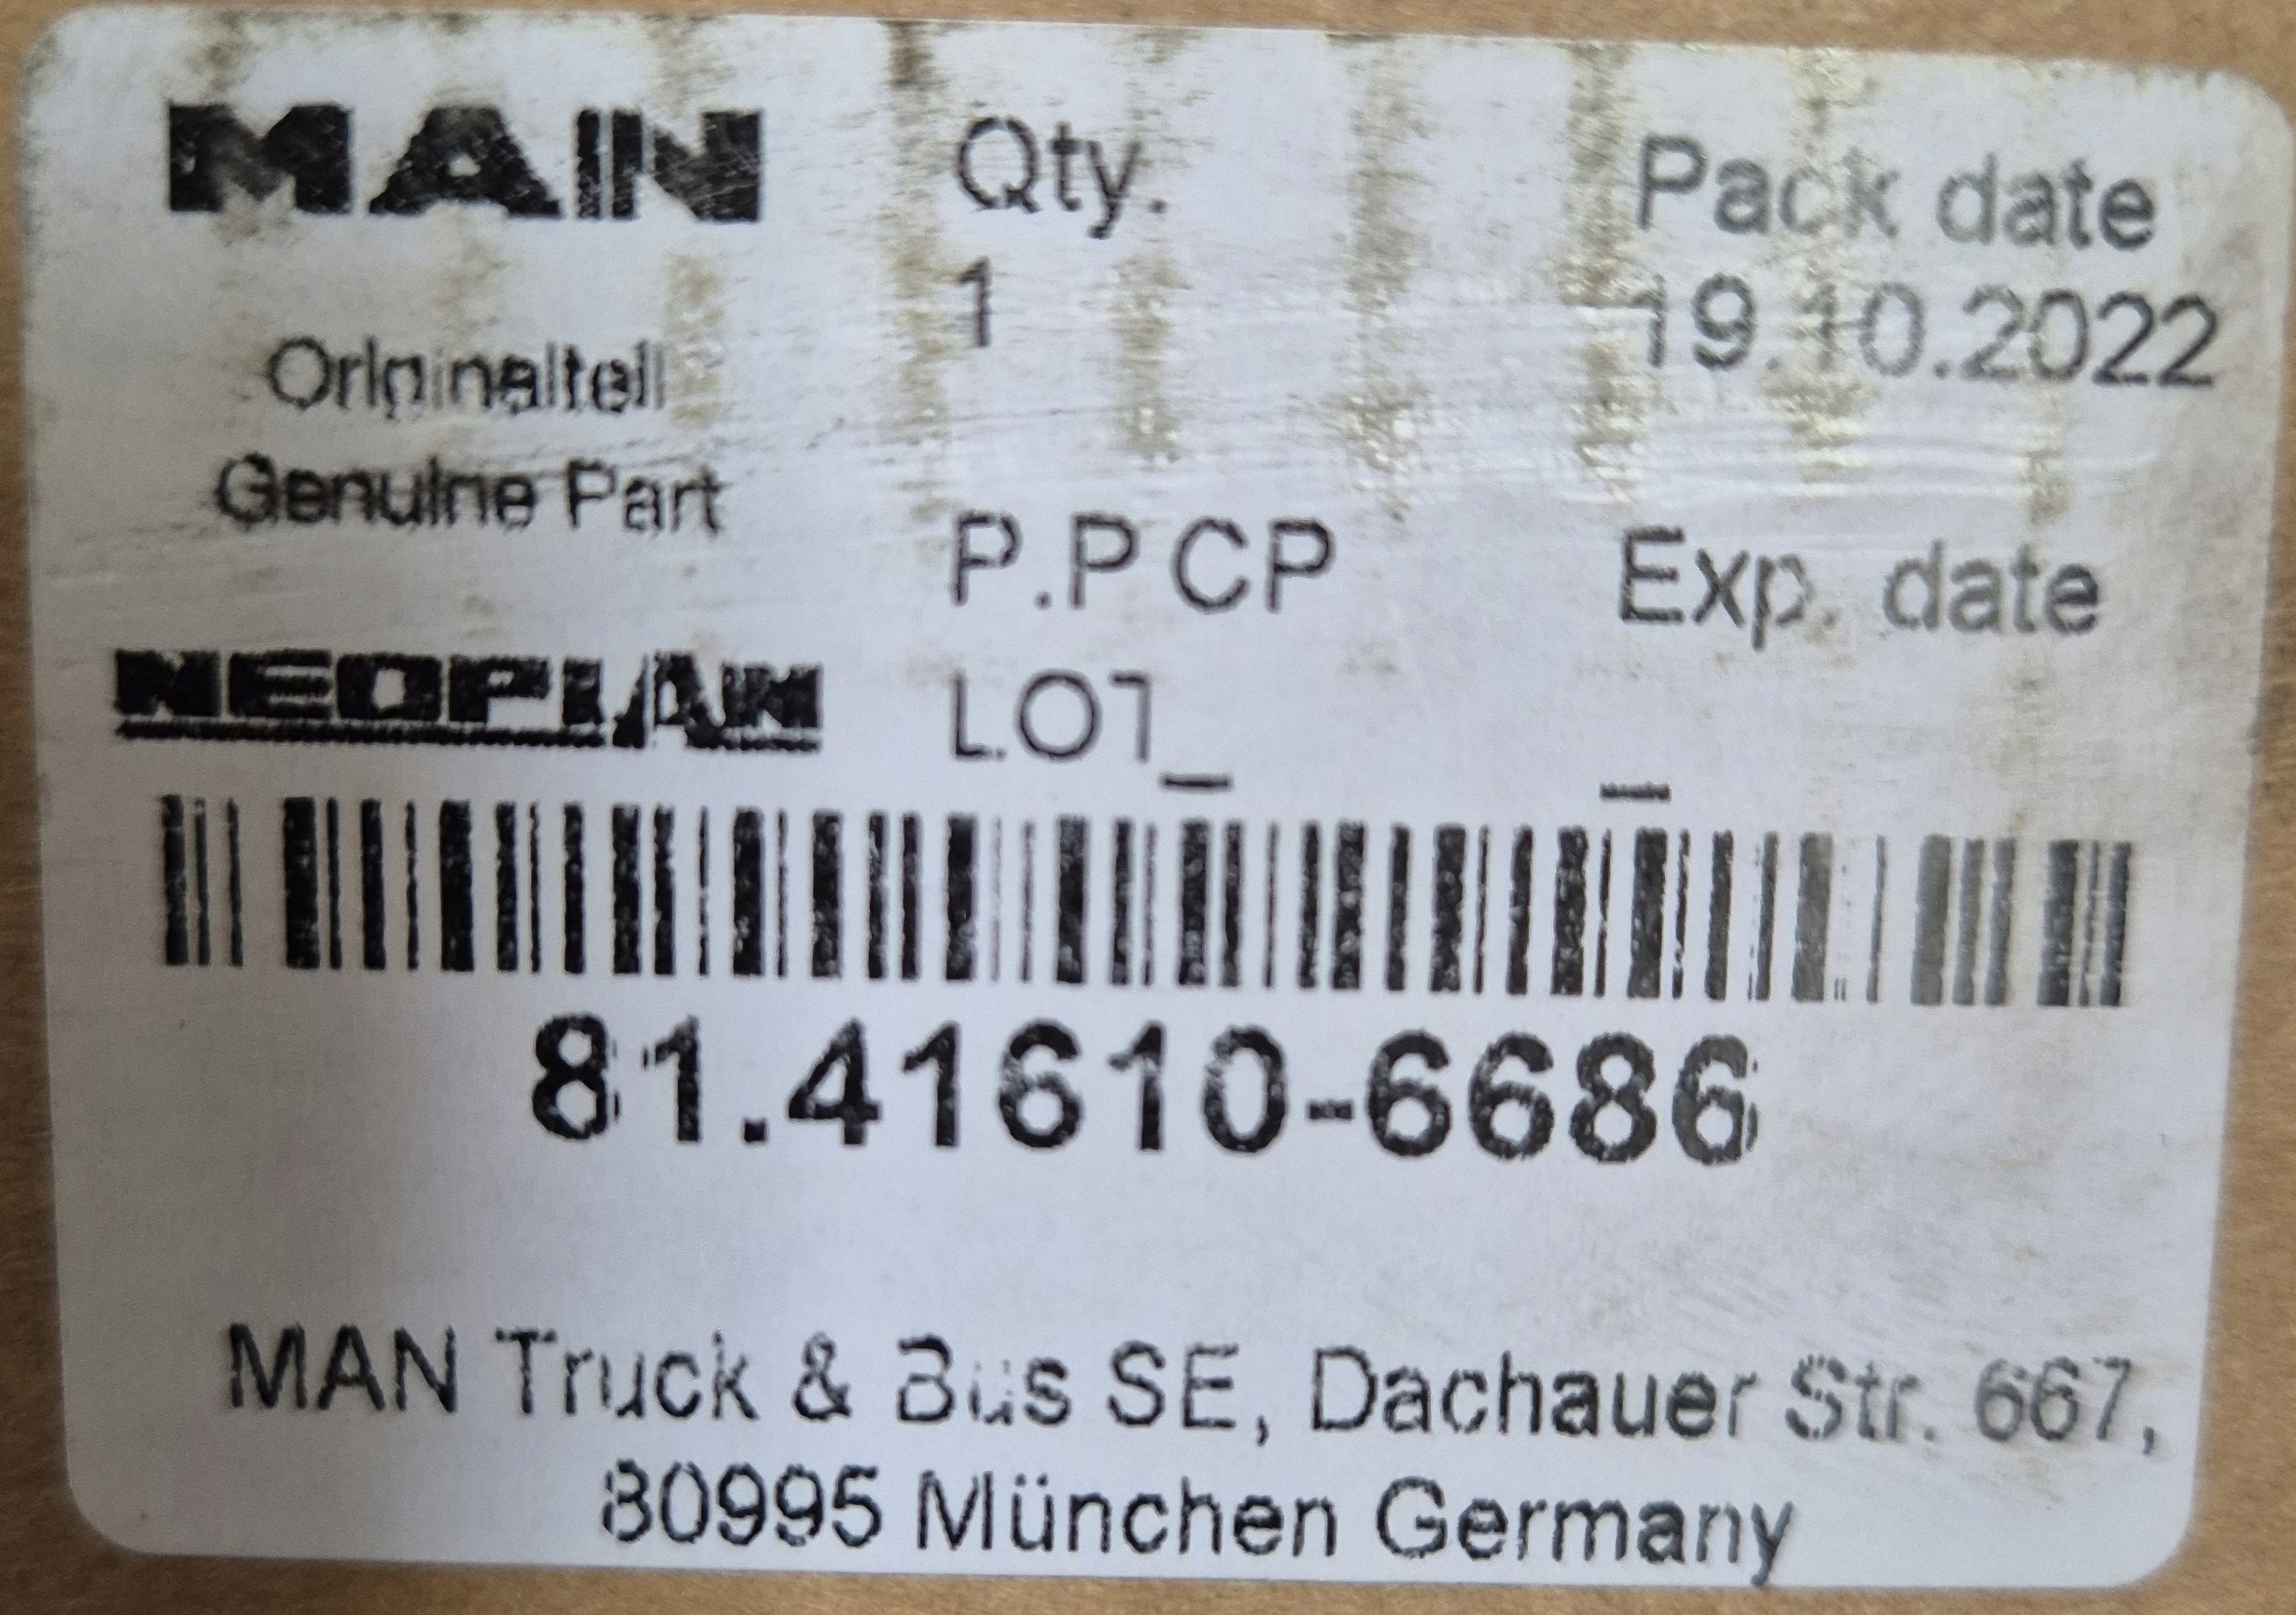 MAN
Qty.
Pack date
1
19.10.2022
Originalteil
Genuine Part
P.P CP
Exp. date
NEOPLAN
LOT_
81.41610-6686
MAN Truck & Bus SE, Dachauer Str. 667,
80995 München Germany